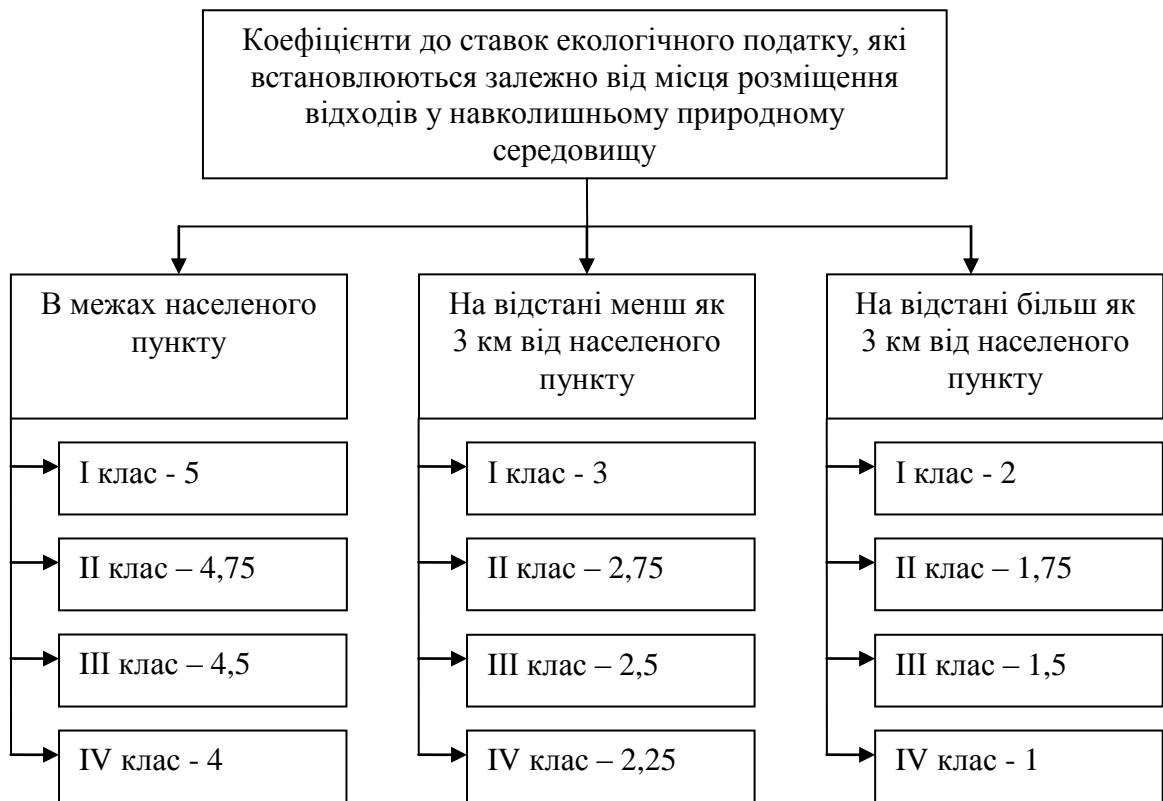 Коефіцієнти до ставок екологічного податку, які
встановлюються залежно від місця розміщення
відходів у навколишньому природному
середовищу
В межах населеного
пункту
I клас - 5
II клас – 4,75
III клас – 4,5
IV клас - 4
На відстані менш як
3 км від населеного
пункту
I клас - 3
II клас – 2,75
III клас – 2,5
IV клас – 2,25
На відстані більш як
3 км від населеного
пункту
I клас - 2
II клас – 1,75
III клас – 1,5
IV клас - 1